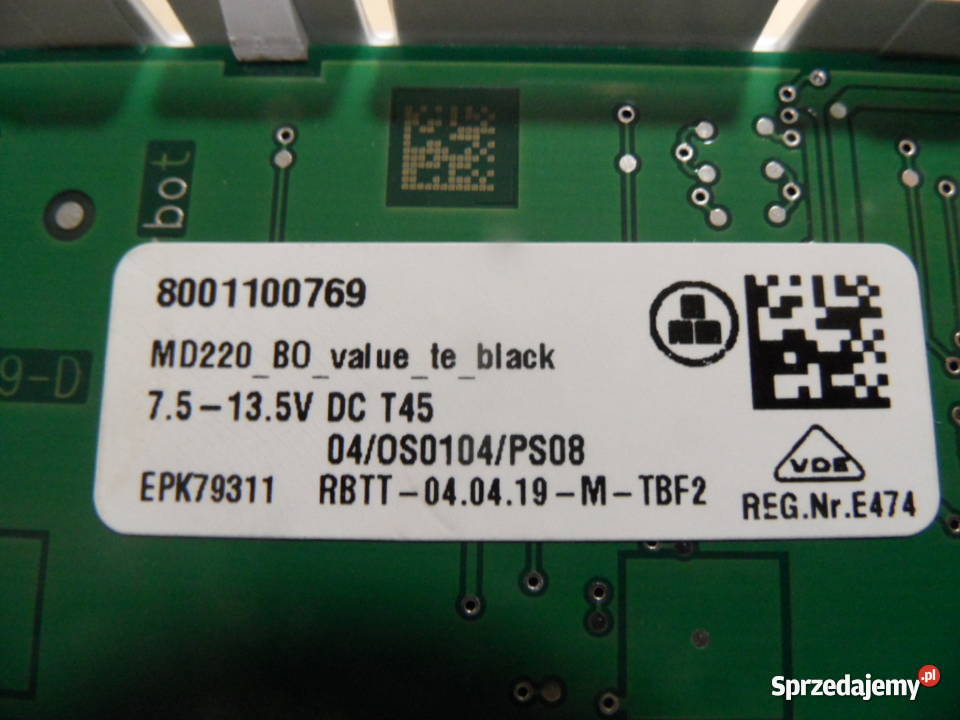 bot
8001100769
MD220_BO_value_te_black
7.5-13.5V DC T45
04/OS0104/PS08
EPK79311 RBTT-04.04.19-M-TBF2
VDE
REG.Nr.E474
9-D
Sprzedajemy.pl